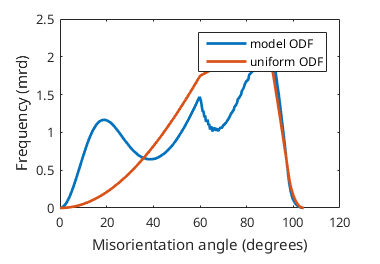 2.5
2
1.5
1
0.5
0
Frequency (mrd)
model ODF
uniform ODF
0 20 40 60 80 100 120
Misorientation angle (degrees)